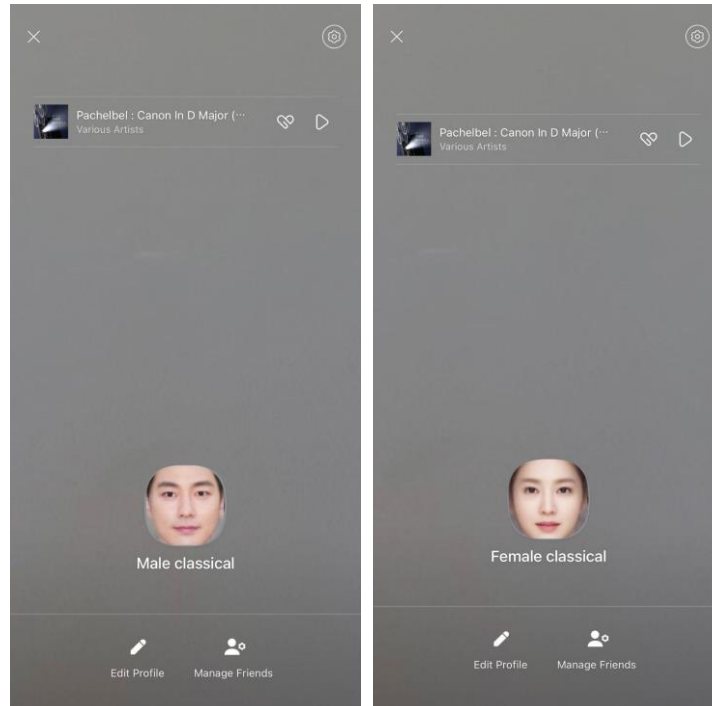 Pachelbel : Canon In D Major (···
Various Artists
Male classical
Edit Profile
Manage Friends
Pachelbel : Canon In D Major (···
Various Artists
Female classical
Edit Profile
Manage Friends